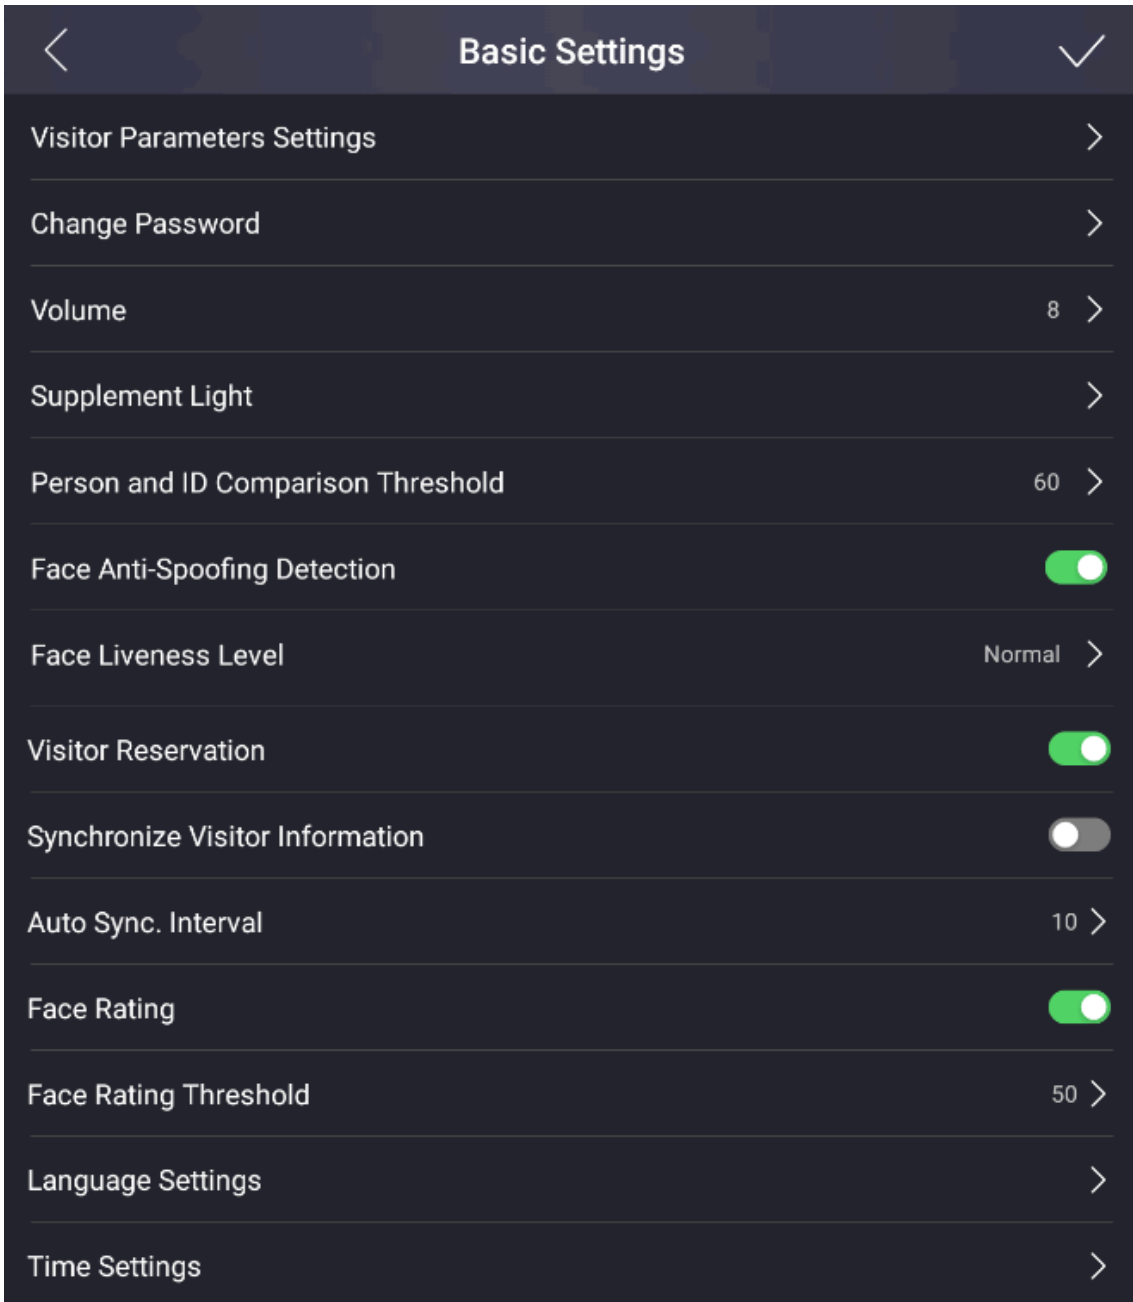 Basic Settings
Visitor Parameters Settings
Change Password
Volume 8
Supplement Light
Person and ID Comparison Threshold 60
Face Anti-Spoofing Detection
Face Liveness Level Normal
Visitor Reservation
Synchronize Visitor Information
Auto Sync. Interval 10
Face Rating
Face Rating Threshold 50
Language Settings
Time Settings